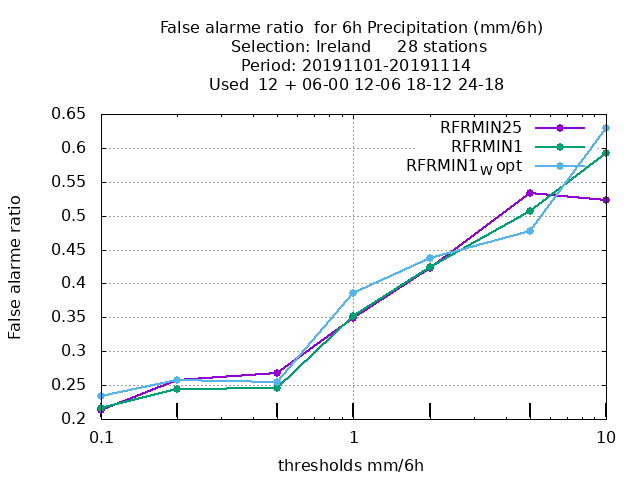 False alarme ratio  for 6h Precipitation (mm/6h)
Selection: Ireland     28 stations
Period: 20191101-20191114
Used  12 + 06-00 12-06 18-12 24-18
RFRMIN25
RFRMIN1
RFRMIN1w opt
False alarme ratio
0.65
0.6
0.55
0.5
0.45
0.4
0.35
0.3
0.25
0.2
0.1 1 10
thresholds mm/6h